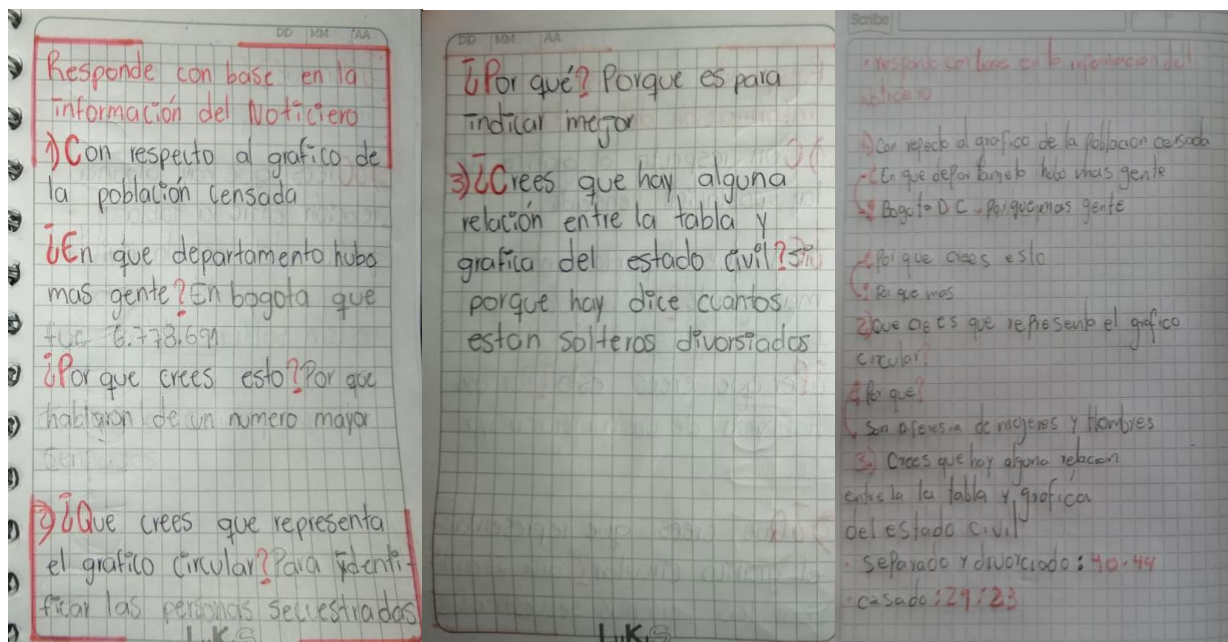 DD MM AA
Responde con base en la
información del Noticiero
1) Con respecto al grafico de
la población censada
¿En que departamento hubo
mas gente? En bogota que
fue 6.778.691
¿Por que crees esto? Por que
hablaron de un numero mayor
2) ¿Que crees que representa
el grafico circular? Para identi-
ficar las personas secuestradas
L.K.S
DD MM AA
¿Por qué? Porque es para
indicar mejor
3) ¿Crees que hay alguna
relación entre la tabla y
grafica del estado civil? Si
porque hay dice cuantos
estan solteros divorsiados
L.K.S
Scribe
responde con base en la información del
noticiero
1) Con respecto al grafico de la poblacion censada
¿En que departamento hubo mas gente
Bogota D C. Porque mas gente
¿Por que crees esto
Por que mas
2) Que crees que representa el grafico
circular?
¿Por que?
Son de mojeres y Hombres
3) Crees que hay alguna relacion
entre la la tabla y grafica
Del estado civil
· Separado y divorciado: 40.44
· casado: 29:23